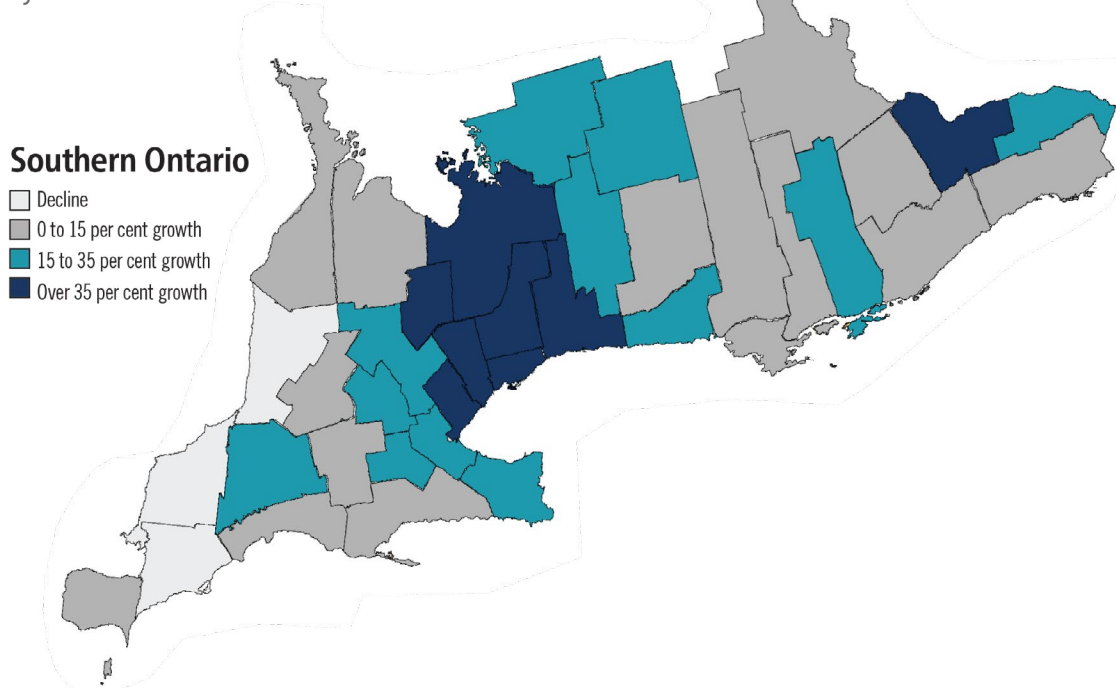 Southern Ontario
Decline
0 to 15 per cent growth
15 to 35 per cent growth
Over 35 per cent growth